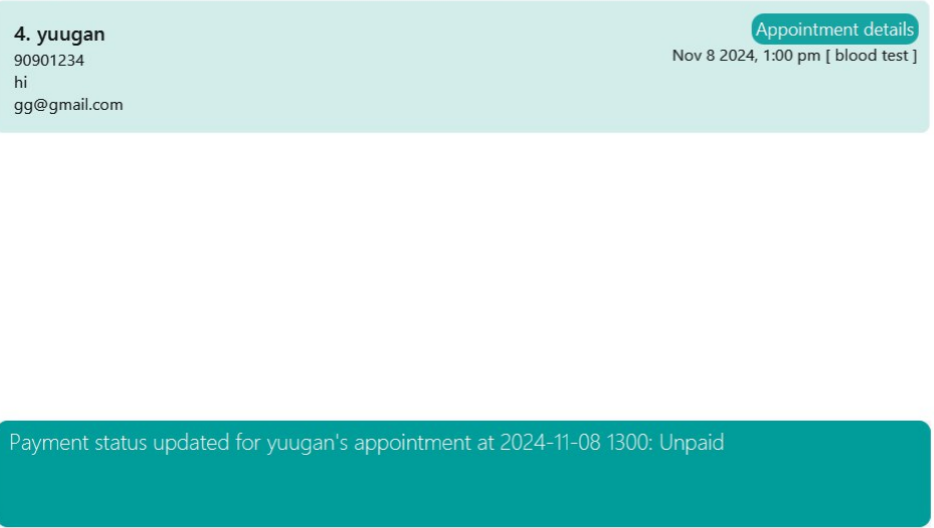 4. yuugan
90901234
hi
gg@gmail.com
Appointment details
Nov 8 2024, 1:00 pm [ blood test ]
Payment status updated for yuugan's appointment at 2024-11-08 1300: Unpaid